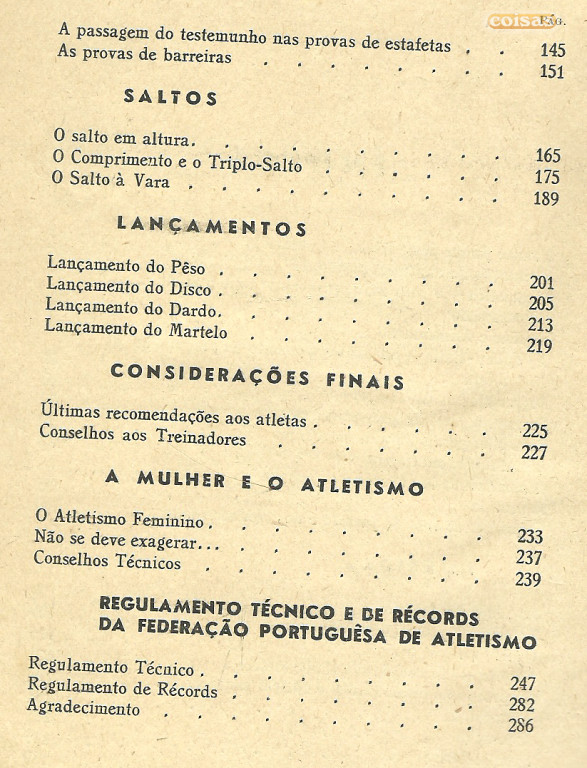 coisas
PÁG.
A passagem do testemunho nas provas de estafetas . . 145
As provas de barreiras . . . . . . . 151
SALTOS
O salto em altura. . . . . . . . . 165
O Comprimento e o Triplo-Salto . . . . . 175
O Salto à Vara . . . . . . . . . 189
LANÇAMENTOS
Lançamento do Pêso . . . . . . . . 201
Lançamento do Disco . . . . . . . . 205
Lançamento do Dardo. . . . . . . . 213
Lançamento do Martelo . . . . . . . 219
CONSIDERAÇÕES FINAIS
Últimas recomendações aos atletas . . . . . 225
Conselhos aos Treinadores . . . . . . 227
A MULHER E O ATLETISMO
O Atletismo Feminino . . . . . . . . 233
Não se deve exagerar... . . . . . . . 237
Conselhos Técnicos . . . . . . . . 239
REGULAMENTO TÉCNICO E DE RÉCORDS
DA FEDERAÇÃO PORTUGUÊSA DE ATLETISMO
Regulamento Técnico . . . . . . . . 247
Regulamento de Récords . . . . . . . 282
Agradecimento . . . . . . . . . 286